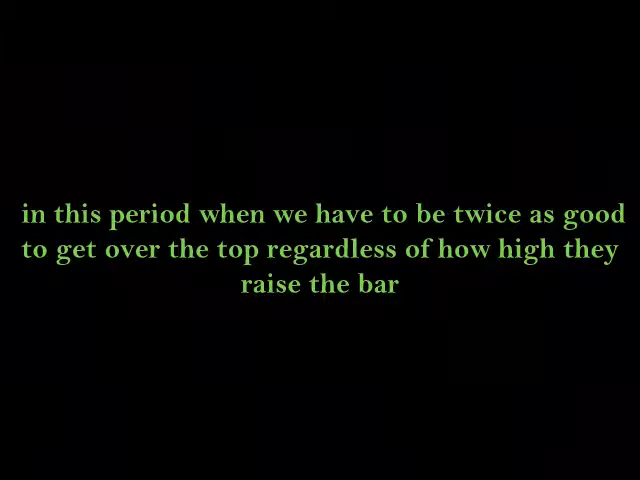 in this period when we have to be twice as good
to get over the top regardless of how high they
raise the bar